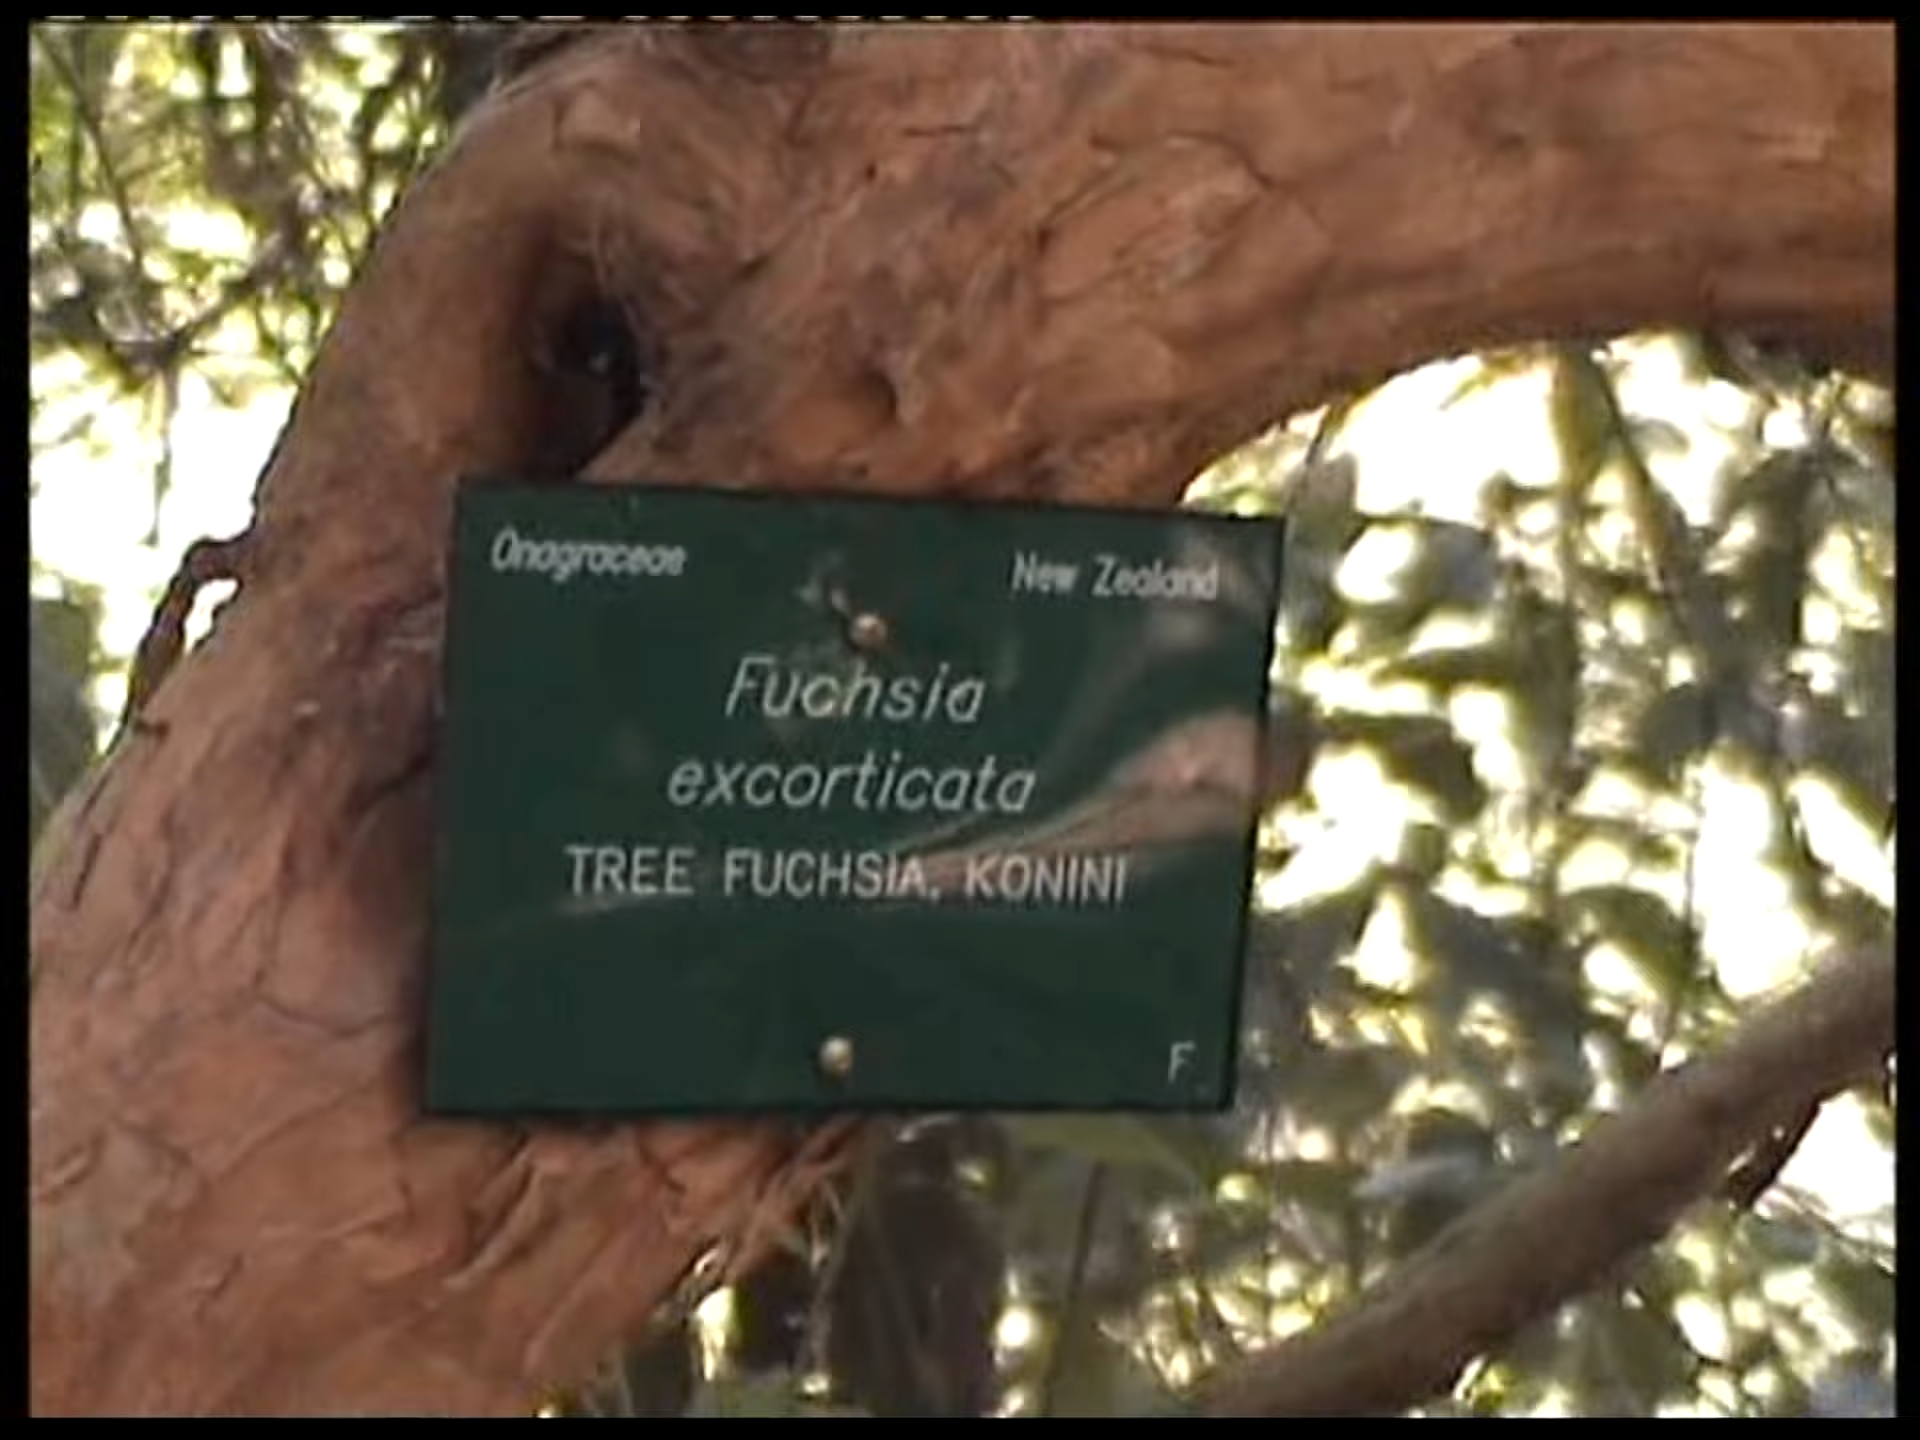 Onagraceae New Zealand
Fuchsia
excorticata
TREE FUCHSIA, KONINI
F